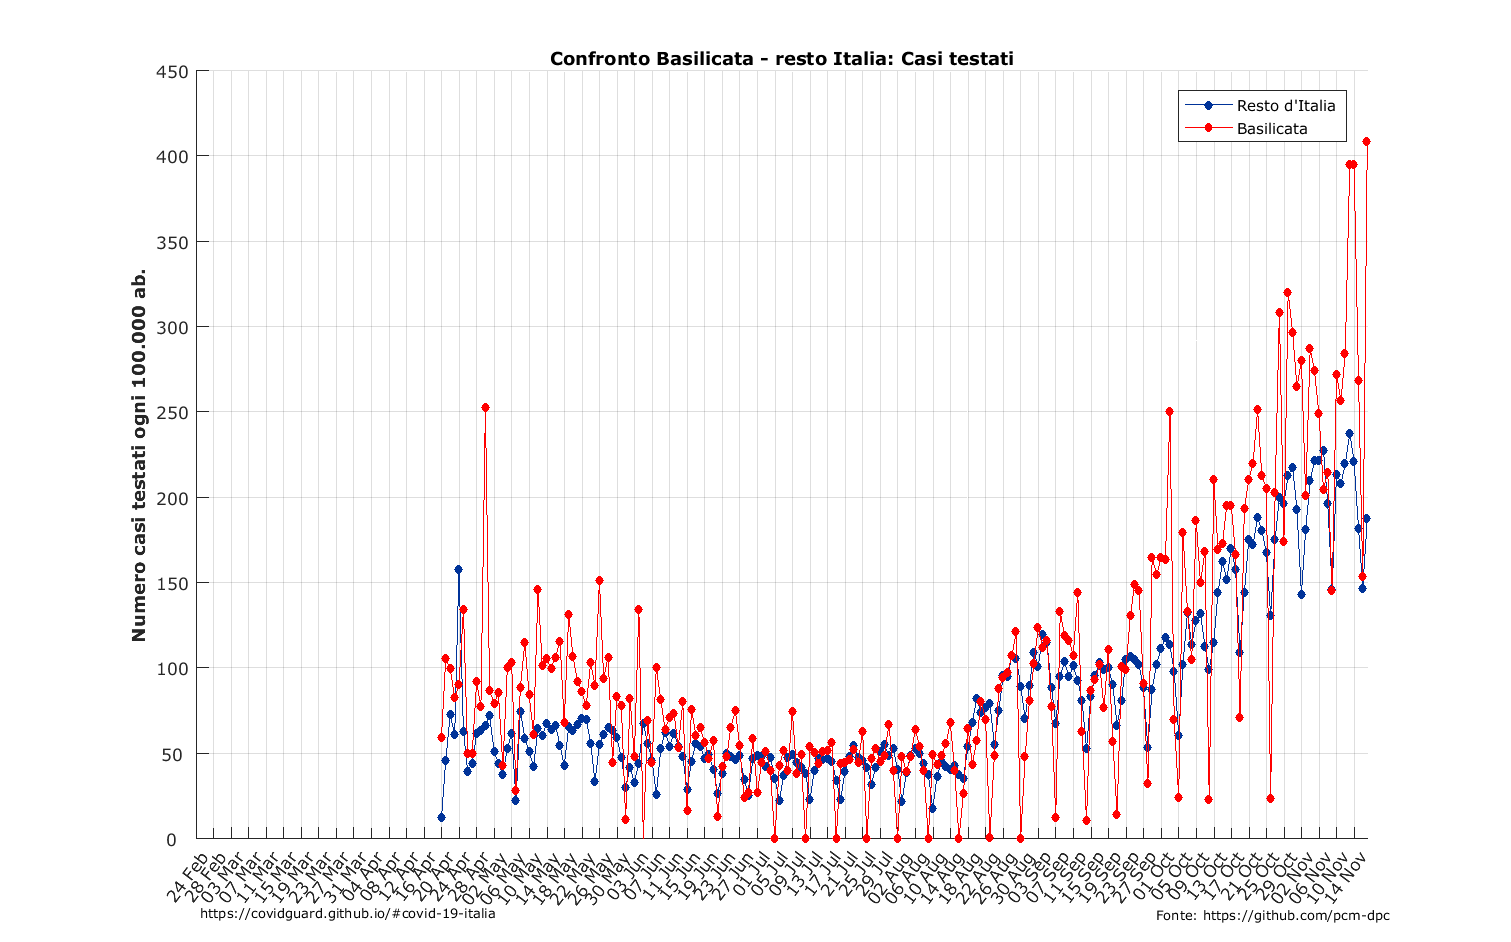 Confronto Basilicata - resto Italia: Casi testati
Resto d'Italia
Basilicata
Numero casi testati ogni 100.000 ab.
450
400
350
300
250
200
150
100
50
0
24 Feb
28 Feb
03 Mar
07 Mar
11 Mar
15 Mar
19 Mar
23 Mar
27 Mar
31 Mar
04 Apr
08 Apr
12 Apr
16 Apr
20 Apr
24 Apr
28 Apr
02 May
06 May
10 May
14 May
18 May
22 May
26 May
30 May
03 Jun
07 Jun
11 Jun
15 Jun
19 Jun
23 Jun
27 Jun
01 Jul
05 Jul
09 Jul
13 Jul
17 Jul
21 Jul
25 Jul
29 Jul
02 Aug
06 Aug
10 Aug
14 Aug
18 Aug
22 Aug
26 Aug
30 Aug
03 Sep
07 Sep
11 Sep
15 Sep
19 Sep
23 Sep
27 Sep
01 Oct
05 Oct
09 Oct
13 Oct
17 Oct
21 Oct
25 Oct
29 Oct
02 Nov
06 Nov
10 Nov
14 Nov
https://covidguard.github.io/#covid-19-italia
Fonte: https://github.com/pcm-dpc